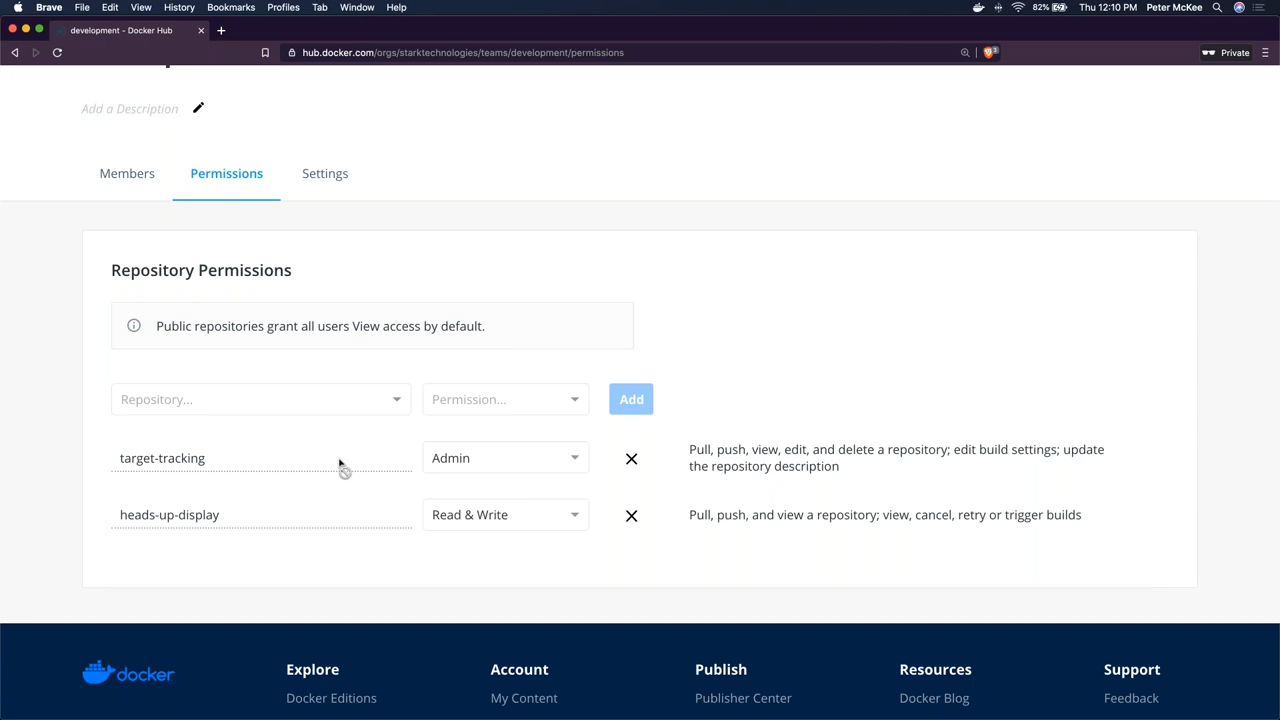 Brave File Edit View History Bookmarks Profiles Tab Window Help 82% Thu 12:10 PM Peter McKee
development - Docker Hub
hub.docker.com/orgs/starktechnologies/teams/development/permissions 3 Private
Add a Description
Members Permissions Settings
Repository Permissions
Public repositories grant all users View access by default.
Repository... Permission... Add
target-tracking Admin Pull, push, view, edit, and delete a repository; edit build settings; update
the repository description
heads-up-display Read & Write Pull, push, and view a repository; view, cancel, retry or trigger builds
docker Explore Account Publish Resources Support
Docker Editions My Content Publisher Center Docker Blog Feedback